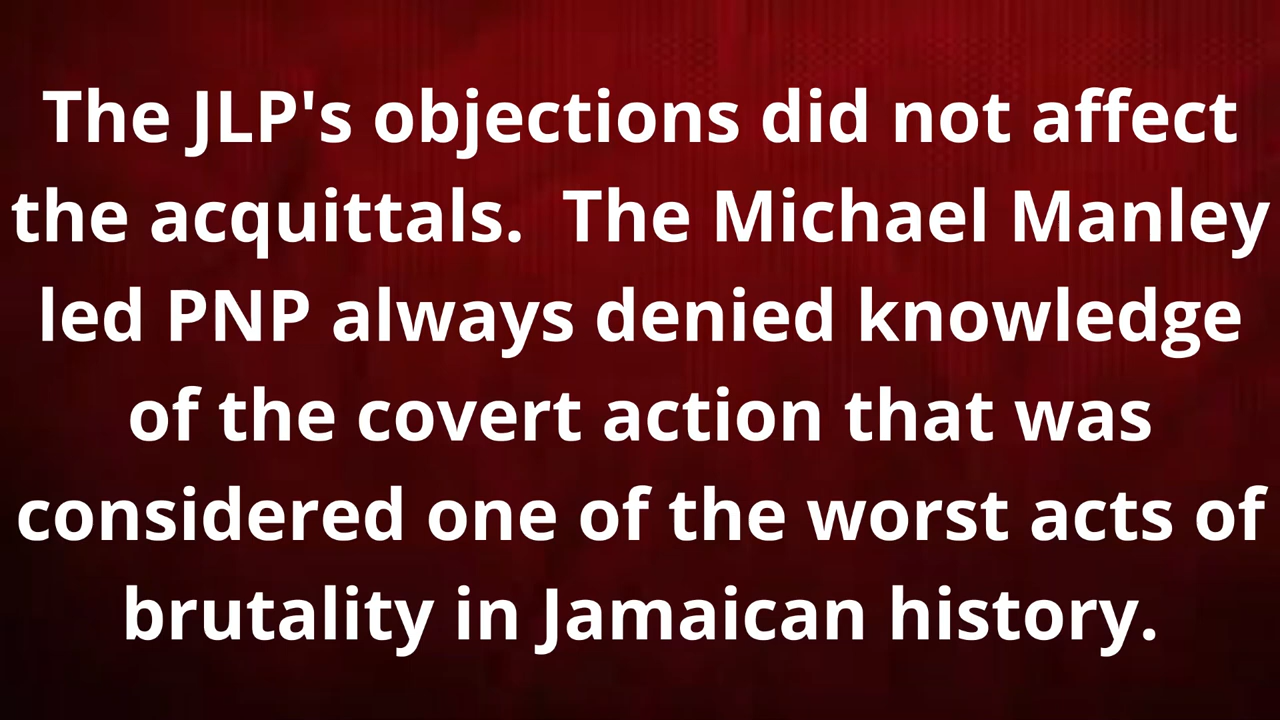 The JLP's objections did not affect
the acquittals.  The Michael Manley
led PNP always denied knowledge
of the covert action that was
considered one of the worst acts of
brutality in Jamaican history.